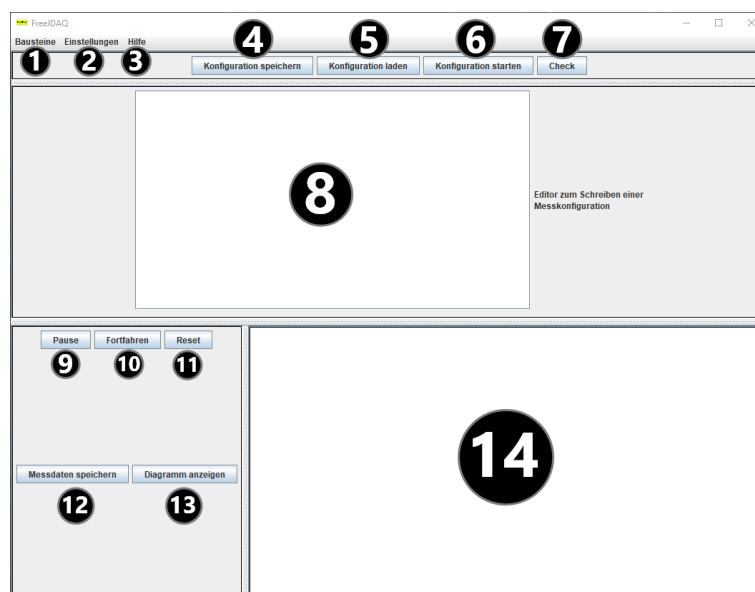 FreeJDAQ
Bausteine Einstellungen Hilfe
1 2 3 4 5 6 7
Konfiguration speichern Konfiguration laden Konfiguration starten Check
8
Editor zum Schreiben einer
Messkonfiguration
Pause Fortfahren Reset
9 10 11
14
Messdaten speichern Diagramm anzeigen
12 13